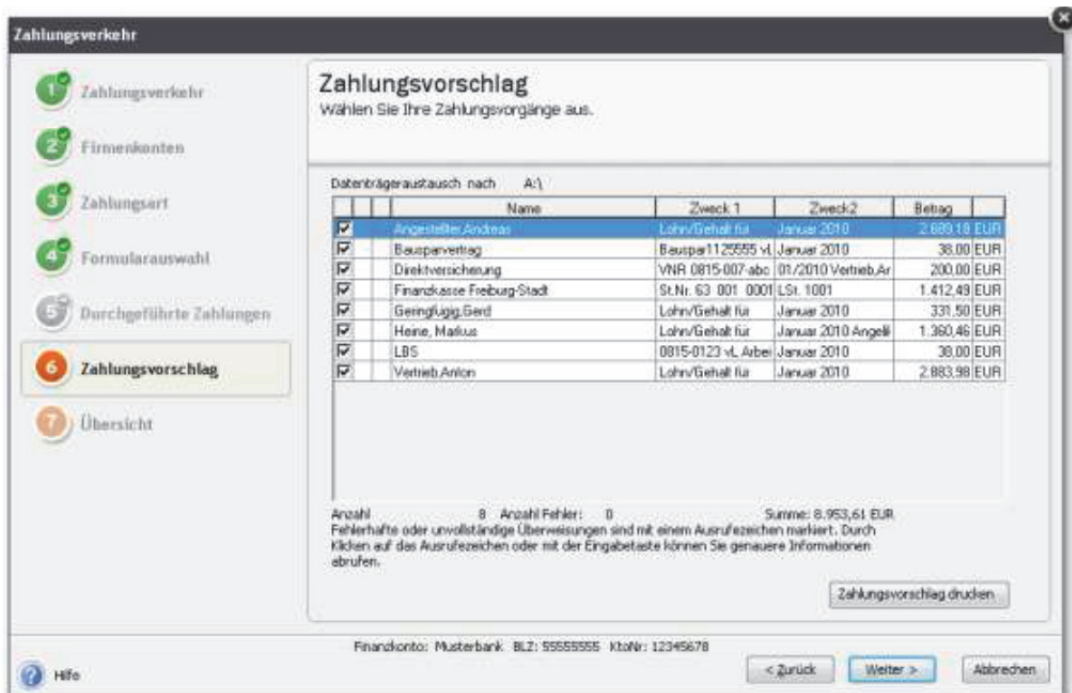 Zahlungsverkehr
1 Zahlungsverkehr
2 Firmenkonten
3 Zahlungsart
4 Formularauswahl
5 Durchgeführte Zahlungen
6 Zahlungsvorschlag
7 Übersicht
Zahlungsvorschlag
Wählen Sie Ihre Zahlungsvorgänge aus.
Datenträgeraustausch nach A:\
Name Zweck 1 Zweck2 Betrag
Angestellter,Andreas Lohn/Gehalt für Januar 2010 2.689,18 EUR
Bausparvertrag Bauspar1125555 vL Januar 2010 38,00 EUR
Direktversicherung VNR 0815-007-abc 01/2010 Vertrieb,Ar 200,00 EUR
Finanzkasse Freiburg-Stadt St.Nr. 63 001 0001 LSt. 1001 1.412,49 EUR
Geringfügig,Gerd Lohn/Gehalt für Januar 2010 331,50 EUR
Heine, Markus Lohn/Gehalt für Januar 2010 Angell 1.360,46 EUR
LBS 0815-0123 vL Arbei Januar 2010 38,00 EUR
Vertrieb,Anton Lohn/Gehalt für Januar 2010 2.883,98 EUR
Anzahl 8 Anzahl Fehler: 0 Summe: 8.953,61 EUR
Fehlerhafte oder unvollständige Überweisungen sind mit einem Ausrufezeichen markiert. Durch
Klicken auf das Ausrufezeichen oder mit der Eingabetaste können Sie genauere Informationen
abrufen.
Zahlungsvorschlag drucken
Finanzkonto: Musterbank BLZ: 55555555 KtoNr: 12345678
Hilfe
< Zurück
Weiter >
Abbrechen